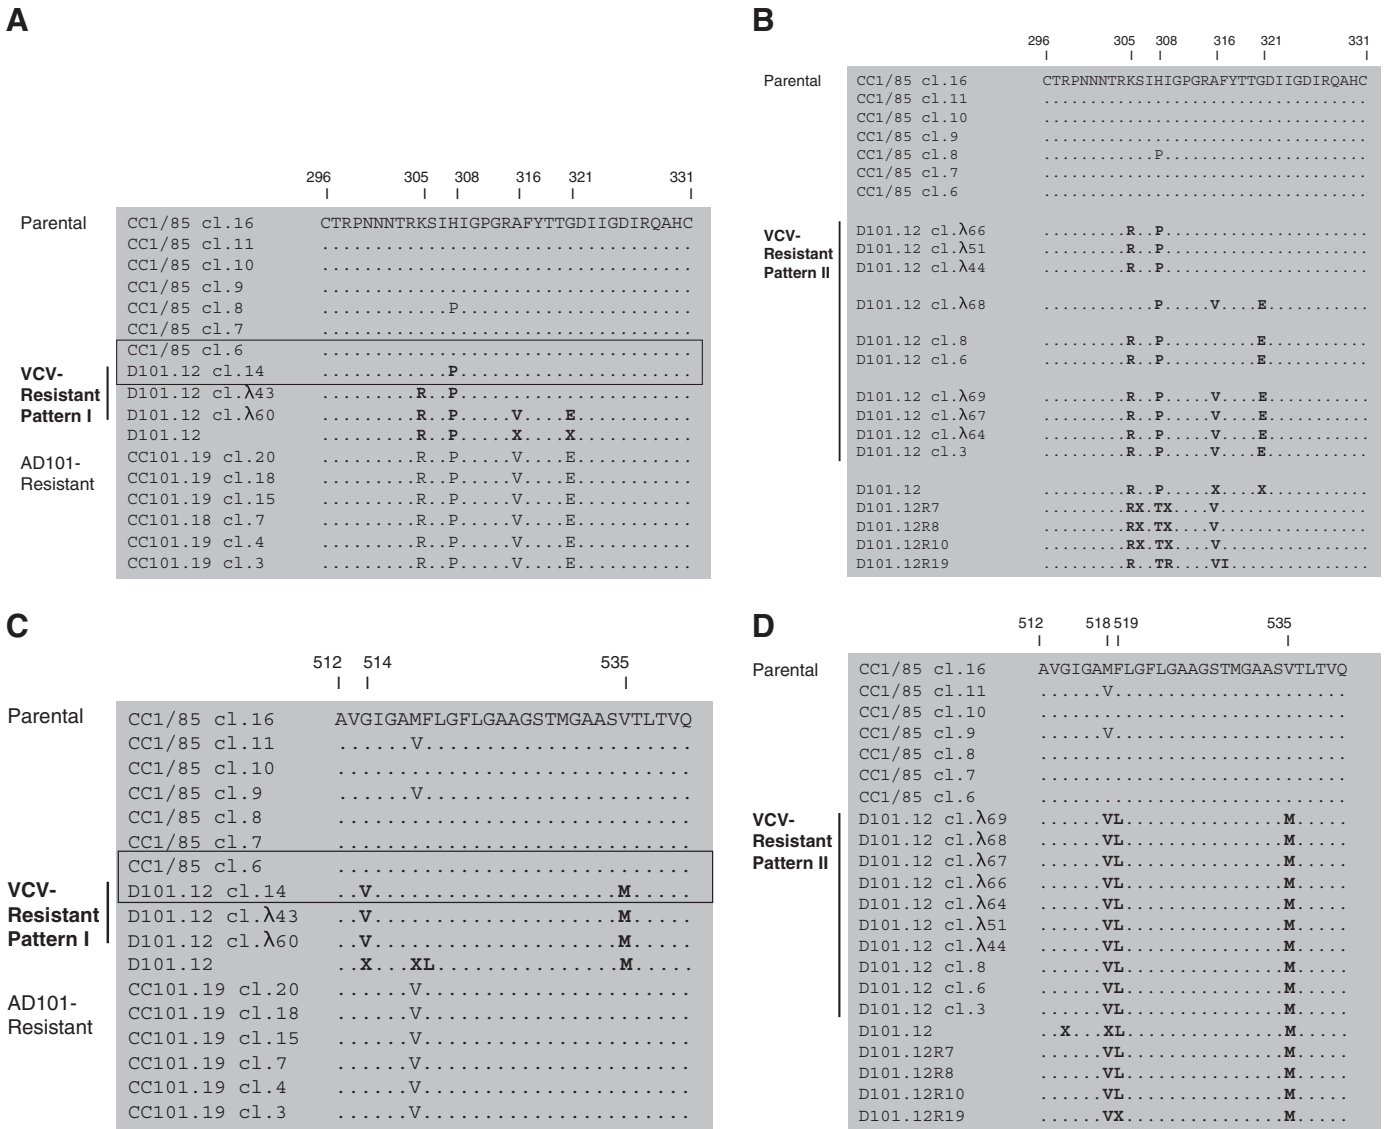 A
296 305 308 316 321 331
Parental CC1/85 cl.16 CTRPNNNTRKSIHIGPGRAFYTTGDIIGDIRQAHC
CC1/85 cl.11 ...................................
CC1/85 cl.10 ...................................
CC1/85 cl.9 ...................................
CC1/85 cl.8 ............P......................
CC1/85 cl.7 ...................................
CC1/85 cl.6 ...................................
VCV- D101.12 cl.14 ............P......................
Resistant D101.12 cl.λ43 .........R..P......................
Pattern I D101.12 cl.λ60 .........R..P.....V....E...........
D101.12 .........R..P.....X....X...........
AD101- CC101.19 cl.20 .........R..P.....V....E...........
Resistant CC101.19 cl.18 .........R..P.....V....E...........
CC101.19 cl.15 .........R..P.....V....E...........
CC101.18 cl.7 .........R..P.....V....E...........
CC101.19 cl.4 .........R..P.....V....E...........
CC101.19 cl.3 .........R..P.....V....E...........
B
296 305 308 316 321 331
Parental CC1/85 cl.16 CTRPNNNTRKSIHIGPGRAFYTTGDIIGDIRQAHC
CC1/85 cl.11 ...................................
CC1/85 cl.10 ...................................
CC1/85 cl.9 ...................................
CC1/85 cl.8 ............P......................
CC1/85 cl.7 ...................................
CC1/85 cl.6 ...................................
VCV- D101.12 cl.λ66 .........R..P......................
Resistant D101.12 cl.λ51 .........R..P......................
Pattern II D101.12 cl.λ44 .........R..P......................
D101.12 cl.λ68 ............P.....V....E...........
D101.12 cl.8 .........R..P..........E...........
D101.12 cl.6 .........R..P..........E...........
D101.12 cl.λ69 .........R..P.....V....E...........
D101.12 cl.λ67 .........R..P.....V....E...........
D101.12 cl.λ64 .........R..P.....V....E...........
D101.12 cl.3 .........R..P.....V....E...........
D101.12 .........R..P.....X....X...........
D101.12R7 .........RX.TX....V................
D101.12R8 .........RX.TX....V................
D101.12R10 .........RX.TX....V................
D101.12R19 .........R..TR....VI...............
C
512 514 535
Parental CC1/85 cl.16 AVGIGAMFLGFLGAAGSTMGAASVTLTVQ
CC1/85 cl.11 ......V......................
CC1/85 cl.10 .............................
CC1/85 cl.9 ......V......................
CC1/85 cl.8 .............................
CC1/85 cl.7 .............................
CC1/85 cl.6 .............................
VCV- D101.12 cl.14 ..V....................M.....
Resistant D101.12 cl.λ43 ..V....................M.....
Pattern I D101.12 cl.λ60 ..V....................M.....
D101.12 ..X...XL...............M.....
AD101- CC101.19 cl.20 ......V......................
Resistant CC101.19 cl.18 ......V......................
CC101.19 cl.15 ......V......................
CC101.19 cl.7 ......V......................
CC101.19 cl.4 ......V......................
CC101.19 cl.3 ......V......................
D
512 518 519 535
Parental CC1/85 cl.16 AVGIGAMFLGFLGAAGSTMGAASVTLTVQ
CC1/85 cl.11 ......V......................
CC1/85 cl.10 .............................
CC1/85 cl.9 ......V......................
CC1/85 cl.8 .............................
CC1/85 cl.7 .............................
CC1/85 cl.6 .............................
VCV- D101.12 cl.λ69 ......VL...............M.....
Resistant D101.12 cl.λ68 ......VL...............M.....
Pattern II D101.12 cl.λ67 ......VL...............M.....
D101.12 cl.λ66 ......VL...............M.....
D101.12 cl.λ64 ......VL...............M.....
D101.12 cl.λ51 ......VL...............M.....
D101.12 cl.λ44 ......VL...............M.....
D101.12 cl.8 ......VL...............M.....
D101.12 cl.6 ......VL...............M.....
D101.12 cl.3 ......VL...............M.....
D101.12 ..X...XL...............M.....
D101.12R7 ......VL...............M.....
D101.12R8 ......VL...............M.....
D101.12R10 ......VL...............M.....
D101.12R19 ......VX...............M.....